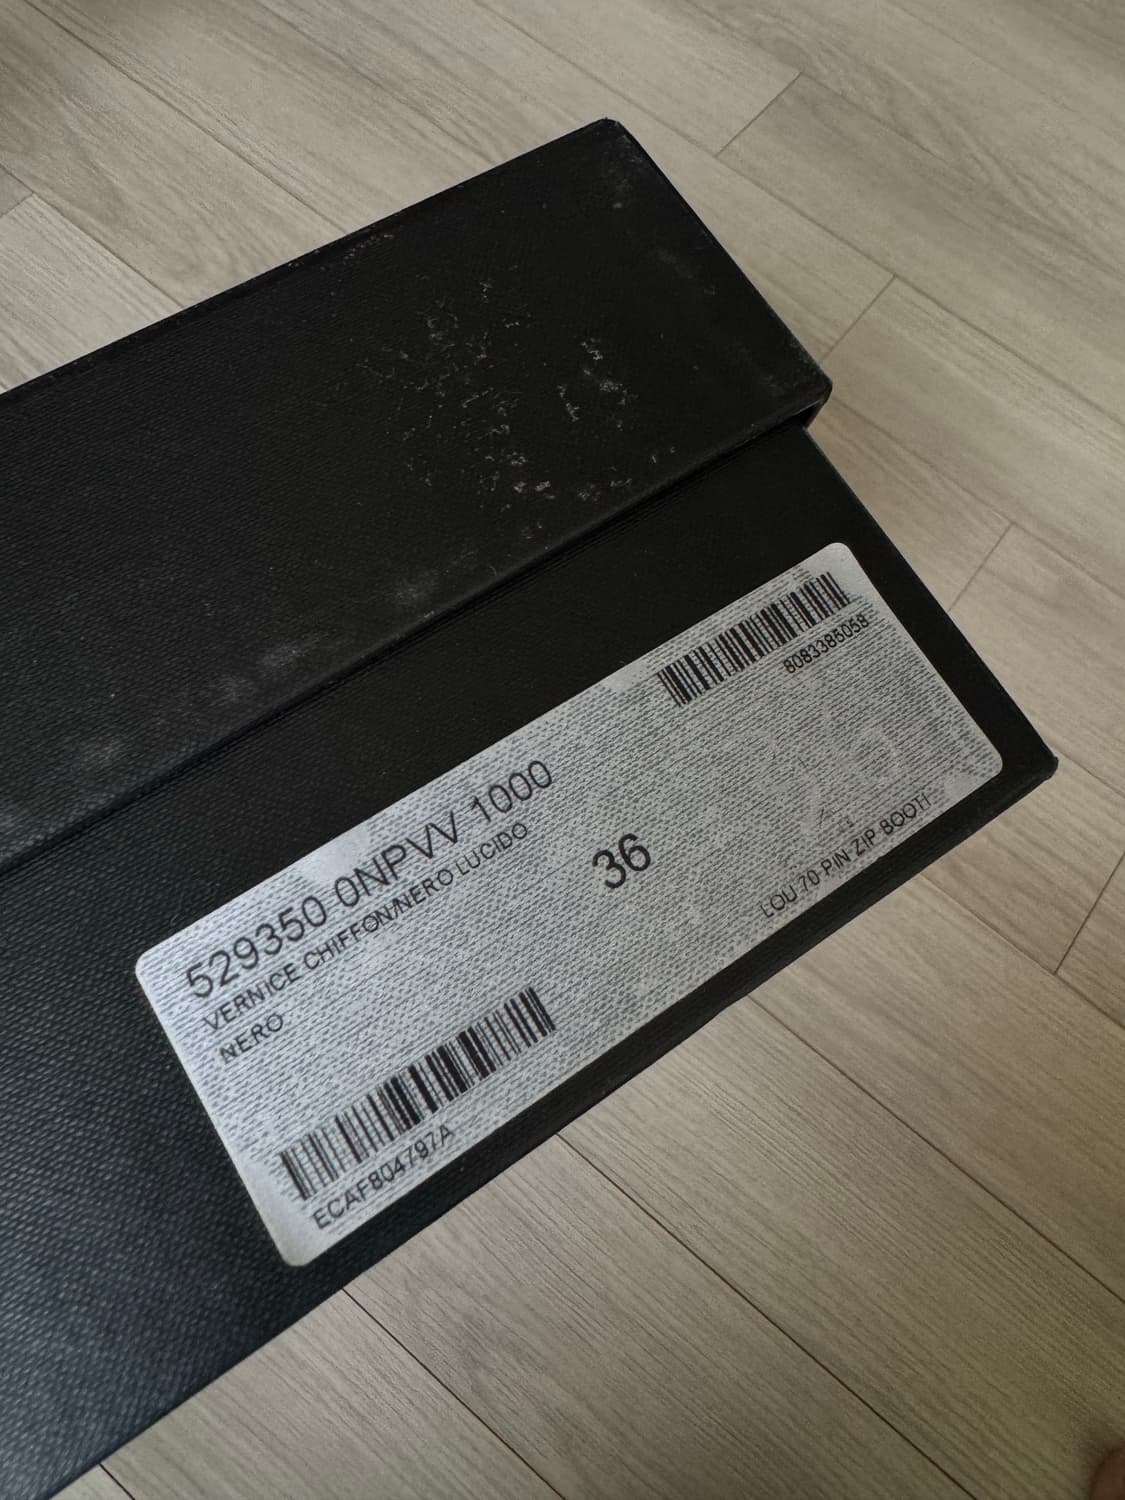 8083385058
529350 0NPVV 1000
VERNICE CHIFFON/NERO LUCIDO
NERO
36
LOU 70 PIN ZIP BOOTI
ECAF804797A